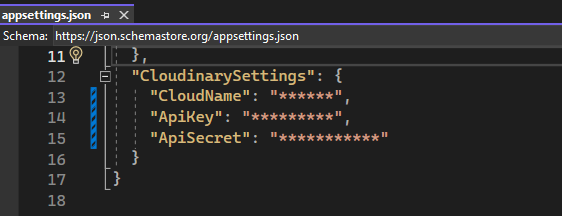 appsettings.json
Schema: https://json.schemastore.org/appsettings.json
11 },
12 "CloudinarySettings": {
13 "CloudName": "******",
14 "ApiKey": "*********",
15 "ApiSecret": "***********"
16 }
17 }
18